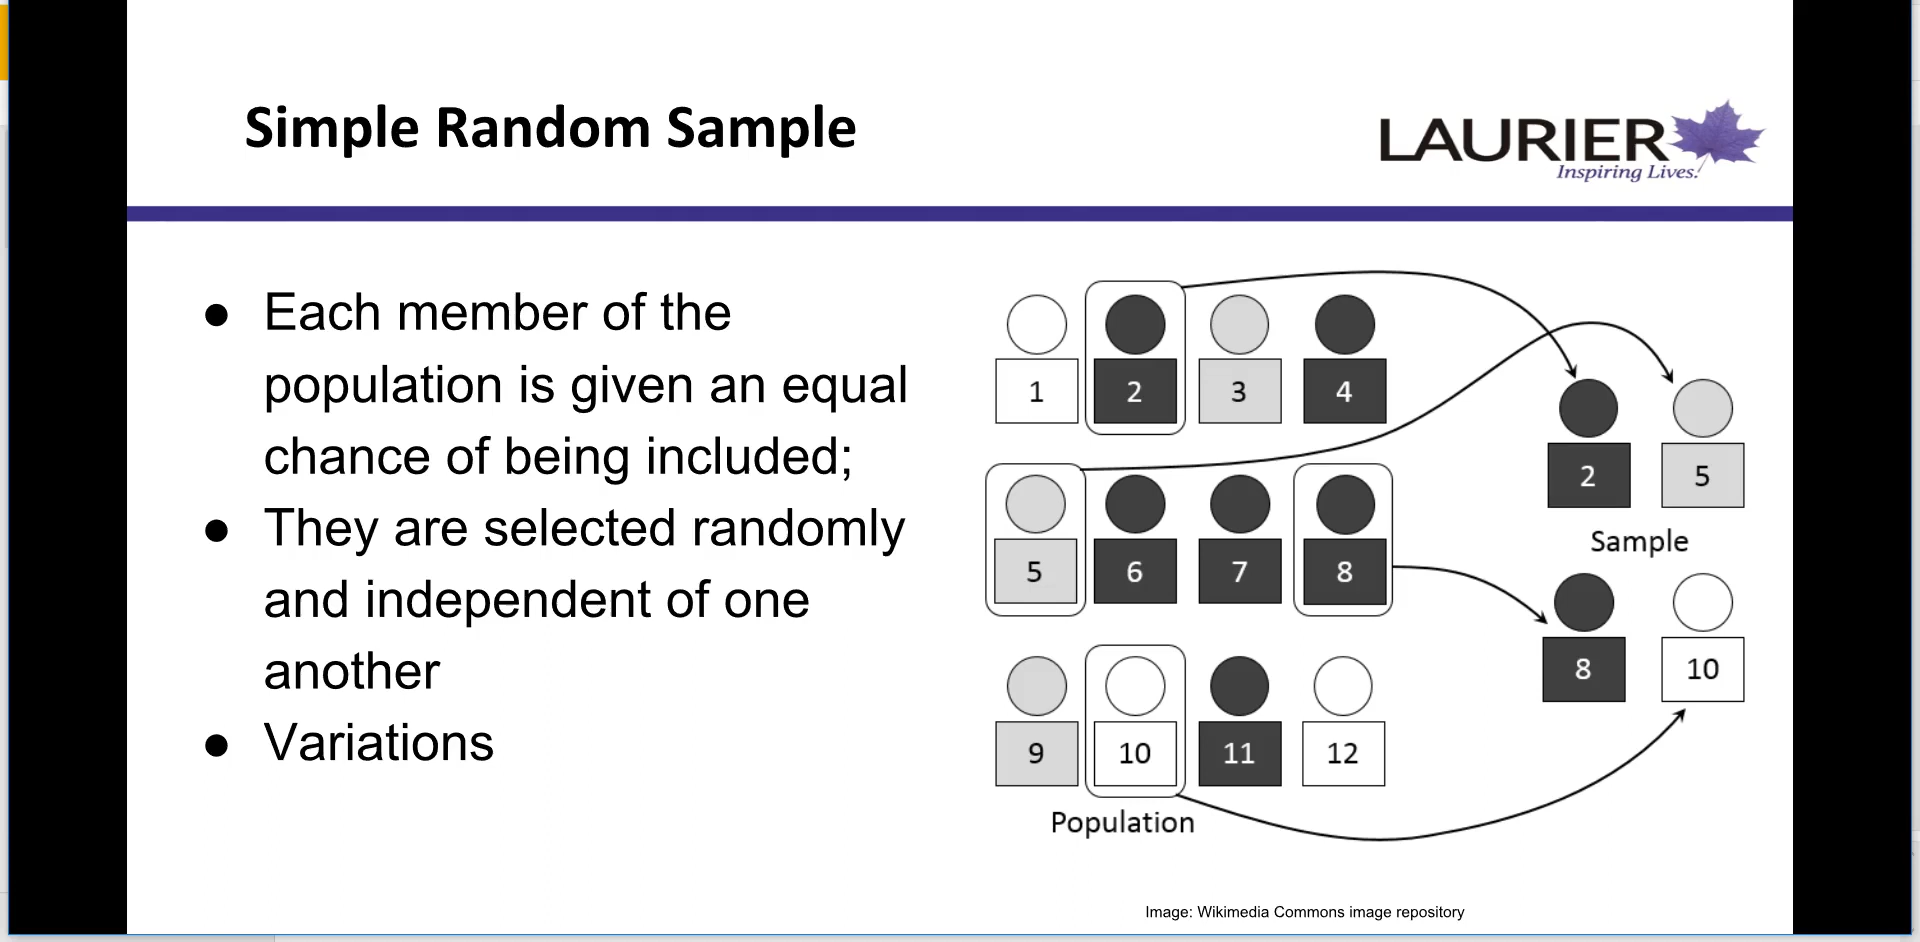 Simple Random Sample
LAURIER
Inspiring Lives.
● Each member of the
population is given an equal
chance of being included;
● They are selected randomly
and independent of one
another
● Variations
1 2 3 4
5 6 7 8
9 10 11 12
Population
2 5
Sample
8 10
Image: Wikimedia Commons image repository